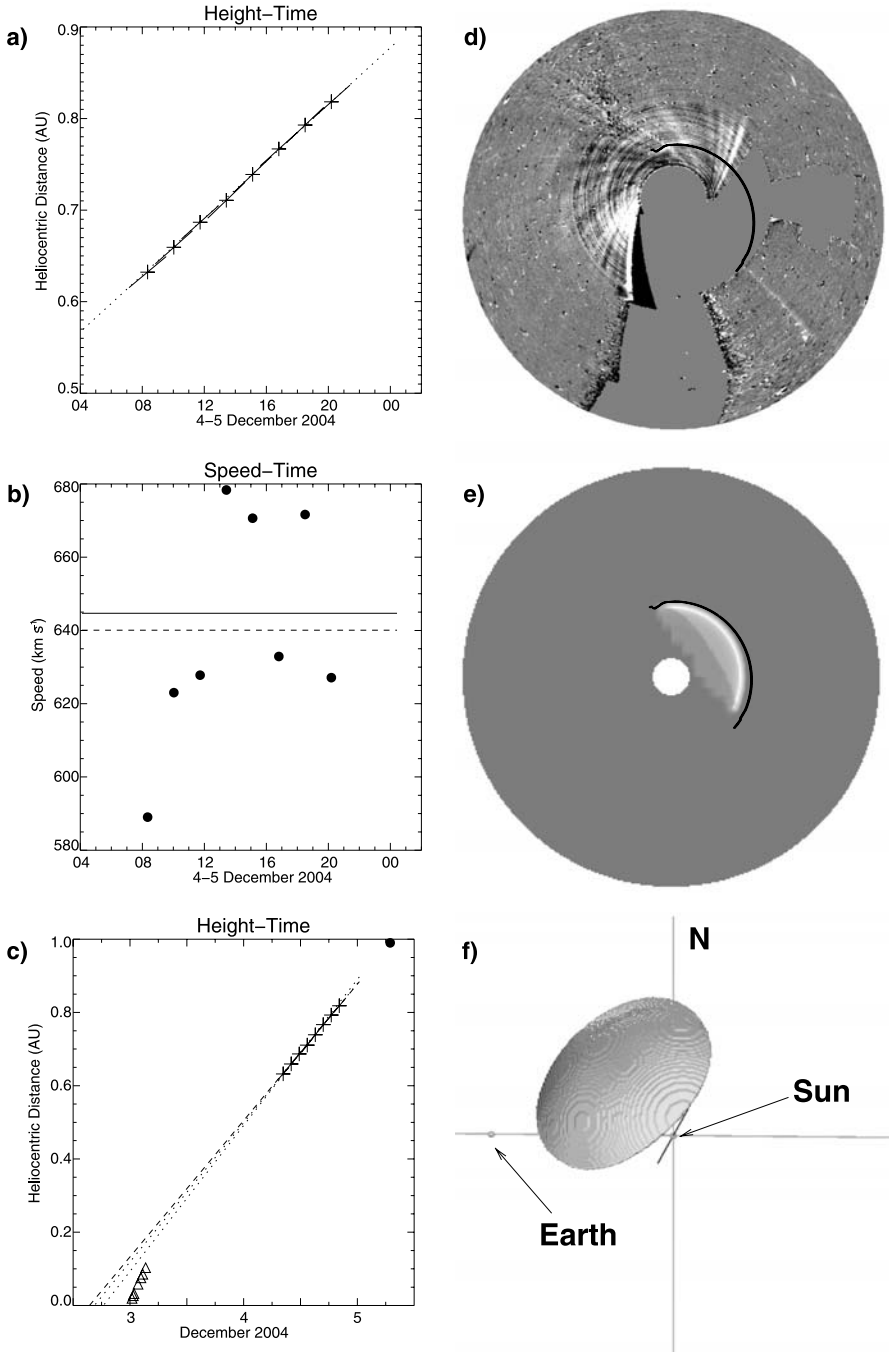 a)
Height−Time
Heliocentric Distance (AU)
0.9
0.8
0.7
0.6
0.5
04 08 12 16 20 00
4−5 December 2004
b)
Speed−Time
Speed (km s⁻¹)
680
660
640
620
600
580
04 08 12 16 20 00
4−5 December 2004
c)
Height−Time
Heliocentric Distance (AU)
1.0
0.8
0.6
0.4
0.2
0.0
3 4 5
December 2004
d)
e)
f)
N
Sun
Earth